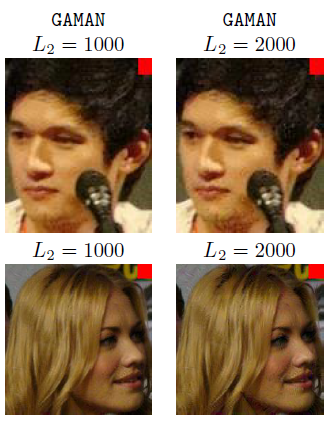 GAMAN GAMAN
L₂ = 1000 L₂ = 2000
L₂ = 1000 L₂ = 2000